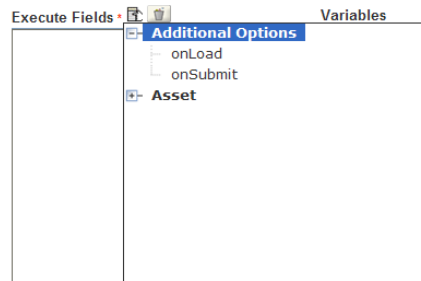 Execute Fields *
Variables
Additional Options
onLoad
onSubmit
Asset